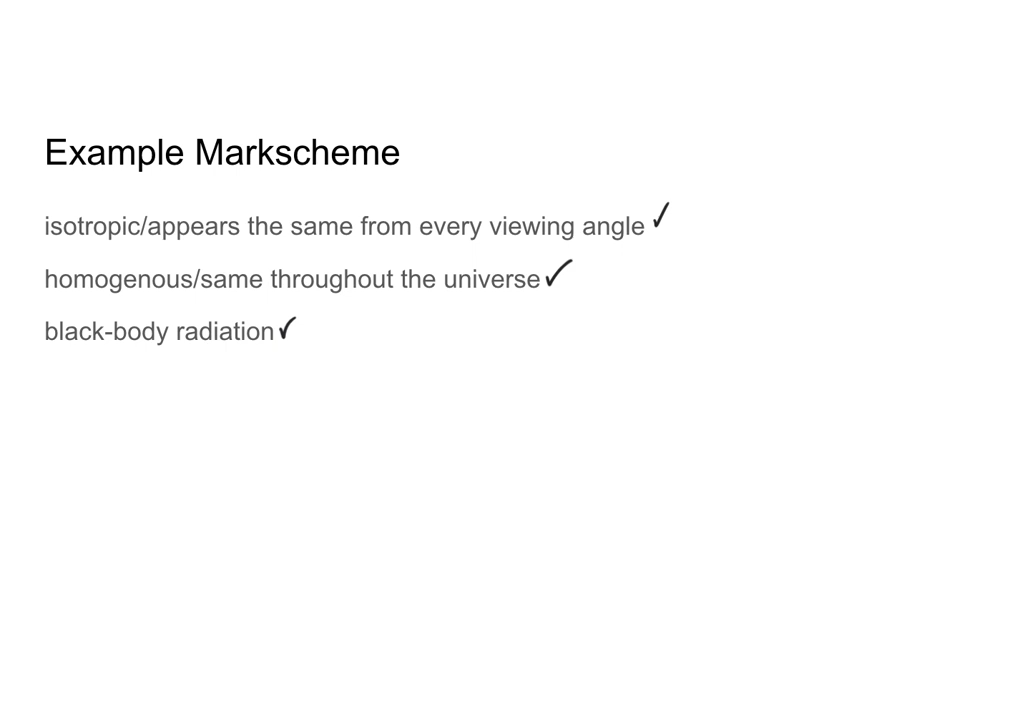 Example Markscheme
isotropic/appears the same from every viewing angle ✓
homogenous/same throughout the universe ✓
black-body radiation ✓